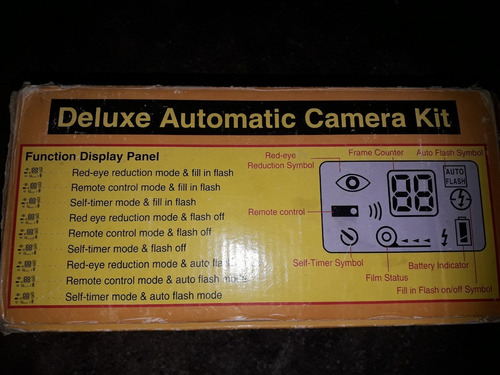 Deluxe Automatic Camera Kit
Function Display Panel
Red-eye reduction mode & fill in flash
Remote control mode & fill in flash
Self-timer mode & fill in flash
Red eye reduction mode & flash off
Remote control mode & flash off
Self-timer mode & flash off
Red-eye reduction mode & auto flash
Remote control mode & auto flash mode
Self-timer mode & auto flash mode
Red-eye
Reduction Symbol
Frame Counter
Auto Flash Symbol
88
AUTO
FLASH
Remote control
Self-Timer Symbol
Film Status
Battery Indicator
Fill in Flash on/off Symbol